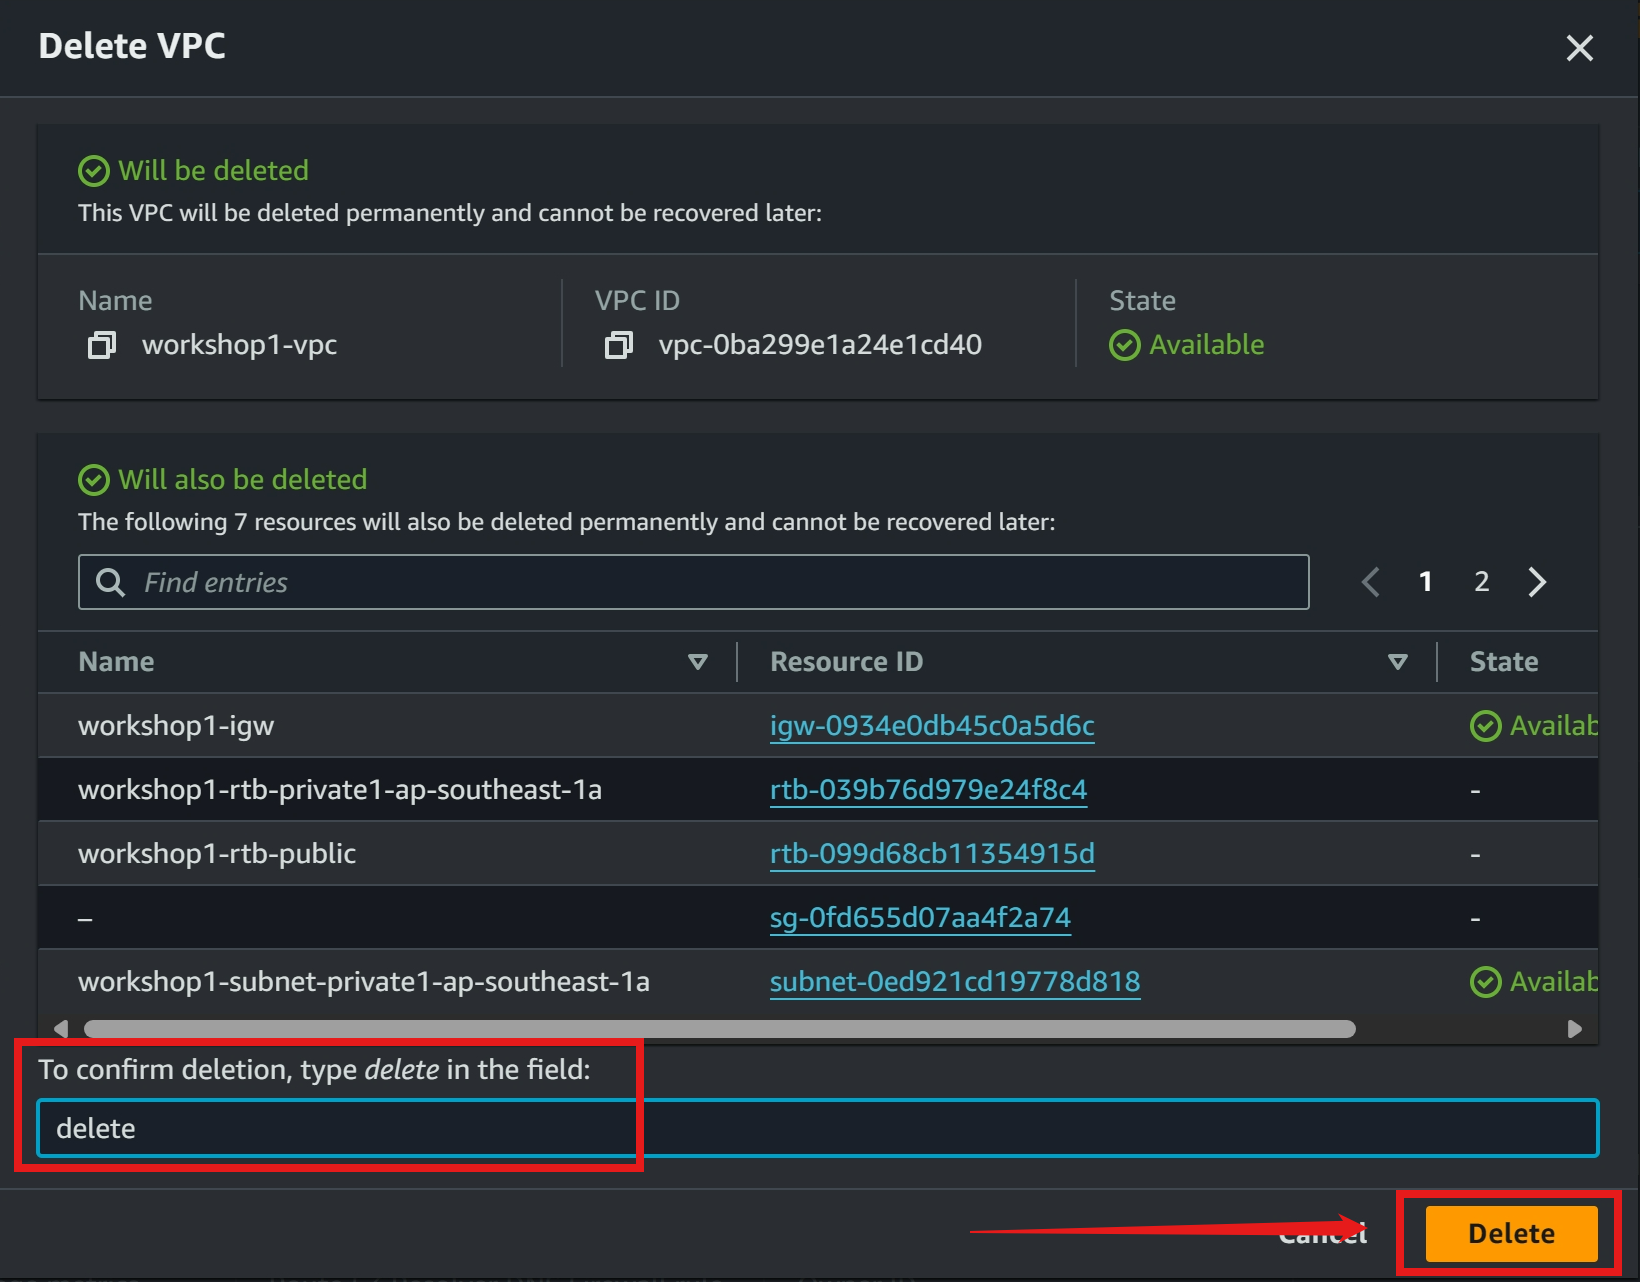 Delete VPC
Will be deleted
This VPC will be deleted permanently and cannot be recovered later:
Name VPC ID State
workshop1-vpc vpc-0ba299e1a24e1cd40 Available
Will also be deleted
The following 7 resources will also be deleted permanently and cannot be recovered later:
Find entries 1 2
Name Resource ID State
workshop1-igw igw-0934e0db45c0a5d6c Availab
workshop1-rtb-private1-ap-southeast-1a rtb-039b76d979e24f8c4 -
workshop1-rtb-public rtb-099d68cb11354915d -
– sg-0fd655d07aa4f2a74 -
workshop1-subnet-private1-ap-southeast-1a subnet-0ed921cd19778d818 Availab
To confirm deletion, type delete in the field:
delete
Cancel Delete